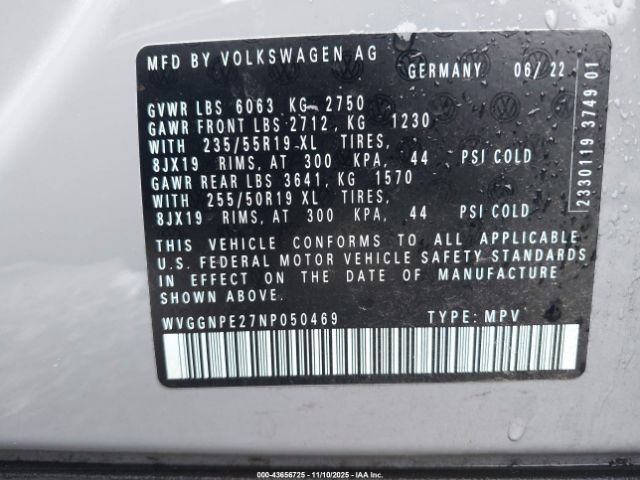 MFD BY VOLKSWAGEN AG
GERMANY 06/22
GVWR LBS 6063 KG 2750
GAWR FRONT LBS 2712, KG 1230
WITH 235/55R19 XL TIRES,
8JX19 RIMS, AT 300 KPA, 44 PSI COLD
GAWR REAR LBS 3641, KG 1570
WITH 255/50R19 XL TIRES,
8JX19 RIMS, AT 300 KPA, 44 PSI COLD
THIS VEHICLE CONFORMS TO ALL APPLICABLE
U.S. FEDERAL MOTOR VEHICLE SAFETY STANDARDS
IN EFFECT ON THE DATE OF MANUFACTURE
SHOWN ABOVE.
WVGGNPE27NP050469 TYPE: MPV
2330119 3749 01
000-43656725 - 11/10/2025 - IAA Inc.